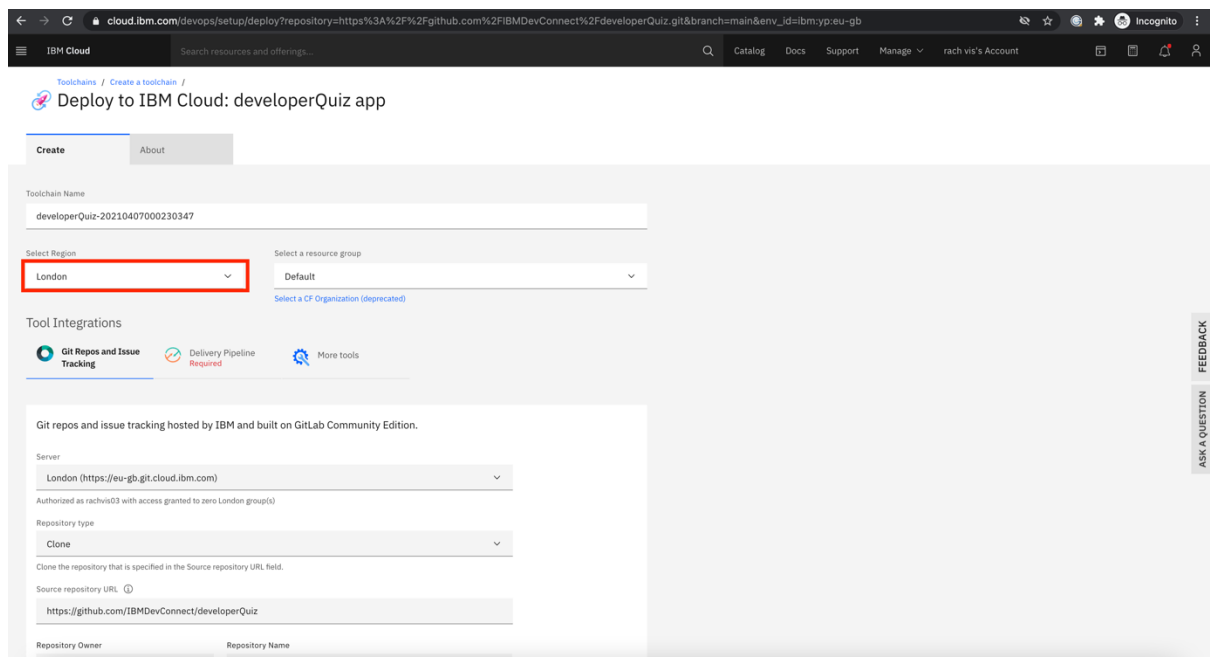 cloud.ibm.com/devops/setup/deploy?repository=https%3A%2F%2Fgithub.com%2FIBMDevConnect%2FdeveloperQuiz.git&branch=main&env_id=ibm:yp:eu-gb
Incognito
IBM Cloud
Search resources and offerings...
Catalog Docs Support Manage rach vis's Account
Toolchains / Create a toolchain /
Deploy to IBM Cloud: developerQuiz app
Create About
Toolchain Name
developerQuiz-20210407000230347
Select Region Select a resource group
London Default
Select a CF Organization (deprecated)
Tool Integrations
Git Repos and Issue Tracking
Delivery Pipeline
Required
More tools
Git repos and issue tracking hosted by IBM and built on GitLab Community Edition.
Server
London (https://eu-gb.git.cloud.ibm.com)
Authorized as rachvis03 with access granted to zero London group(s)
Repository type
Clone
Clone the repository that is specified in the Source repository URL field.
Source repository URL
https://github.com/IBMDevConnect/developerQuiz
Repository Owner Repository Name
FEEDBACK
ASK A QUESTION